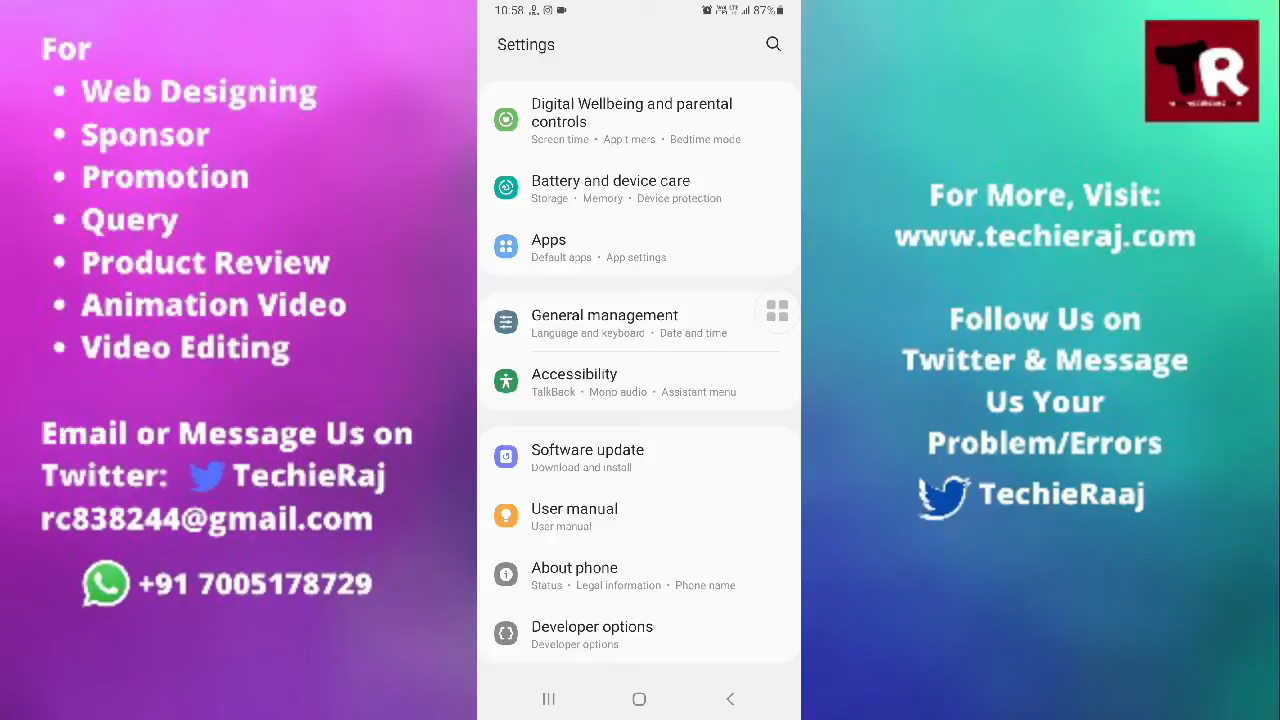 For
• Web Designing
• Sponsor
• Promotion
• Query
• Product Review
• Animation Video
• Video Editing
Email or Message Us on
Twitter: TechieRaj
rc838244@gmail.com
+91 7005178729
10:58
87%
Settings
Digital Wellbeing and parental
controls
Screen time • App timers • Bedtime mode
Battery and device care
Storage • Memory • Device protection
Apps
Default apps • App settings
General management
Language and keyboard • Date and time
Accessibility
TalkBack • Mono audio • Assistant menu
Software update
Download and install
User manual
User manual
About phone
Status • Legal information • Phone name
Developer options
Developer options
TR
For More, Visit:
www.techieraj.com
Follow Us on
Twitter & Message
Us Your
Problem/Errors
TechieRaaj